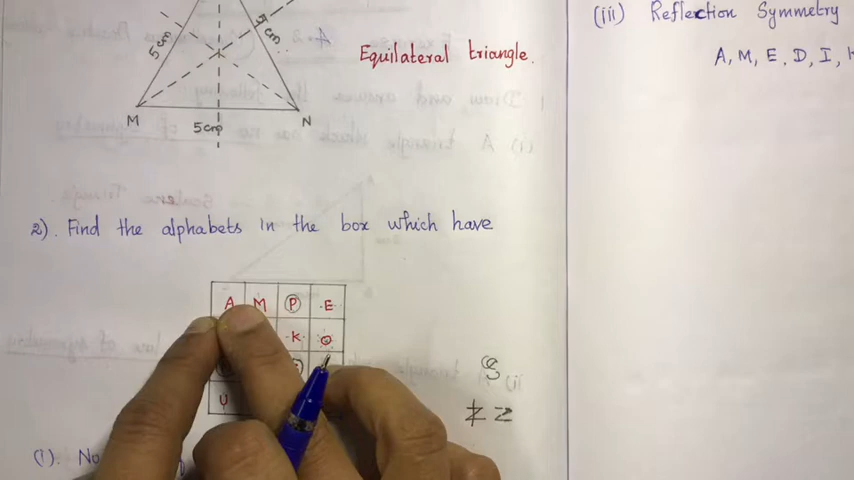 5 cm
5 cm
Equilateral triangle.
M
N
5 cm
2). Find the alphabets in the box which have
A M P E
K O
U
S
Z Z
(i). No
(iii) Reflection Symmetry
A, M, E, D, I,